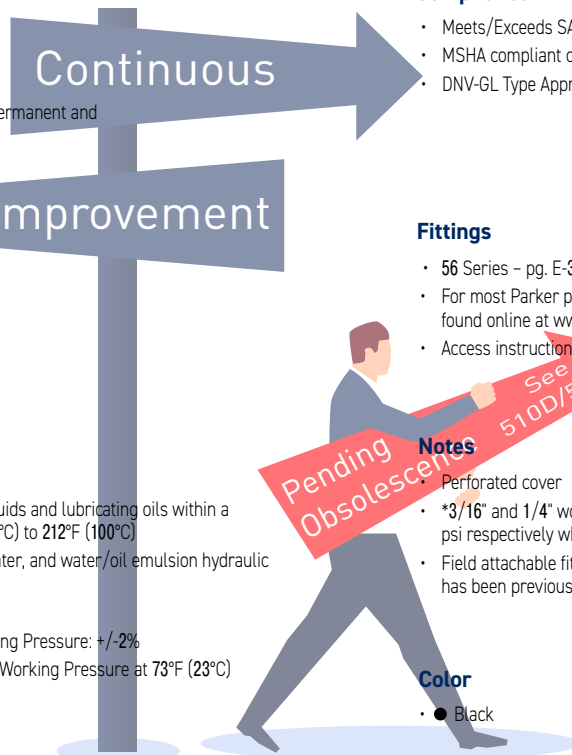 Continuous
ermanent and
mprovement
uids and lubricating oils within a
°C) to 212°F (100°C)
ater, and water/oil emulsion hydraulic
ng Pressure: +/-2%
Working Pressure at 73°F (23°C)
• Meets/Exceeds SA
• MSHA compliant c
• DNV-GL Type Appr
Fittings
• 56 Series – pg. E-3
• For most Parker p
found online at ww
• Access instruction
See
510D/5
Pending
Obsolescence
Notes
• Perforated cover
• *3/16" and 1/4" wo
psi respectively wh
• Field attachable fit
has been previous
Color
• Black